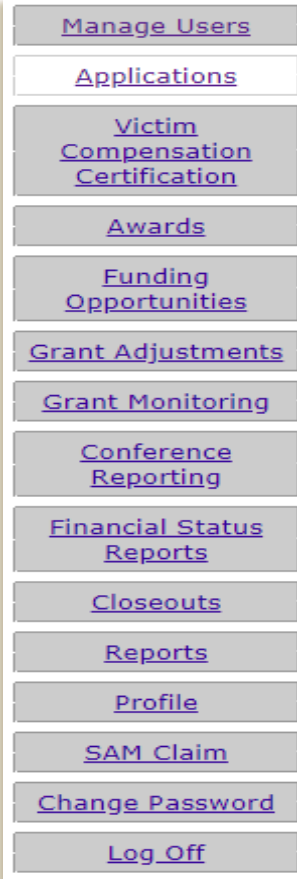 Manage Users
Applications
Victim
Compensation
Certification
Awards
Funding
Opportunities
Grant Adjustments
Grant Monitoring
Conference
Reporting
Financial Status
Reports
Closeouts
Reports
Profile
SAM Claim
Change Password
Log Off